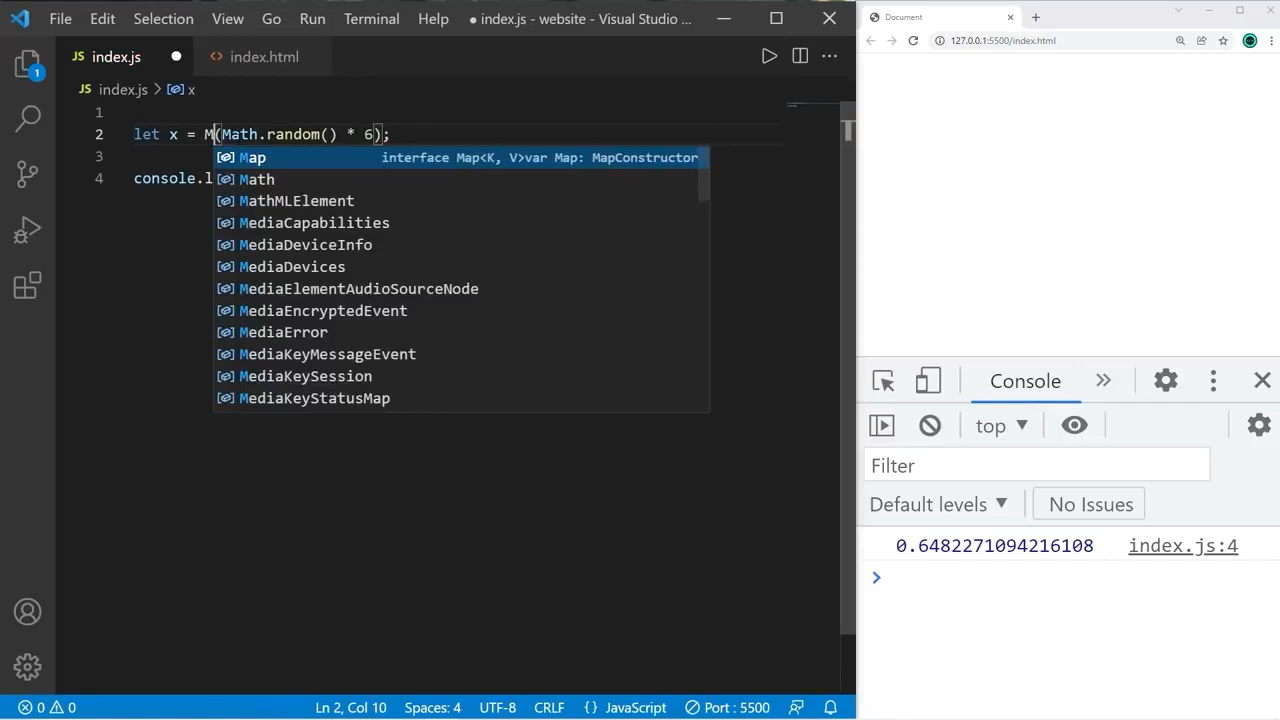 File Edit Selection View Go Run Terminal Help ● index.js - website - Visual Studio ...
JS index.js ● <> index.html
JS index.js > x
1
2 let x = M(Math.random() * 6);
3
4 console.l
Map interface Map<K, V>var Map: MapConstructor
Math
MathMLElement
MediaCapabilities
MediaDeviceInfo
MediaDevices
MediaElementAudioSourceNode
MediaEncryptedEvent
MediaError
MediaKeyMessageEvent
MediaKeySession
MediaKeyStatusMap
1
0 0 Ln 2, Col 10 Spaces: 4 UTF-8 CRLF {} JavaScript Port : 5500
Document
127.0.0.1:5500/index.html
Console
top ▼
Filter
Default levels ▼ No Issues
0.6482271094216108 index.js:4